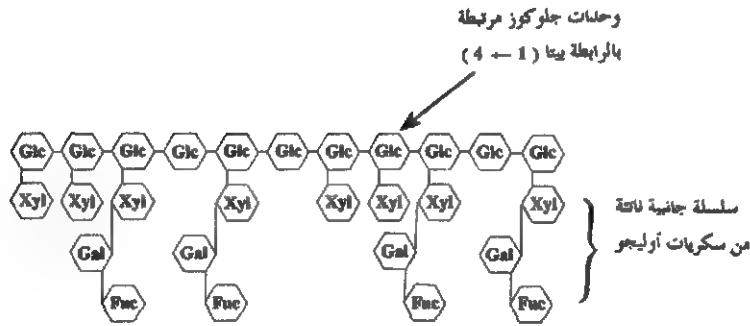 وحدات جلوكوز مرتبطة
بالرابطة بيتا ( 1 ← 4 )
Glc Glc Glc Glc Glc Glc Glc Glc Glc Glc Glc
Xyl Xyl Xyl Xyl Xyl Xyl Xyl Xyl
سلسلة جانبية ناتئة
Gal Gal Gal Gal
من سكريات أوليجو
Fuc Fuc Fuc Fuc